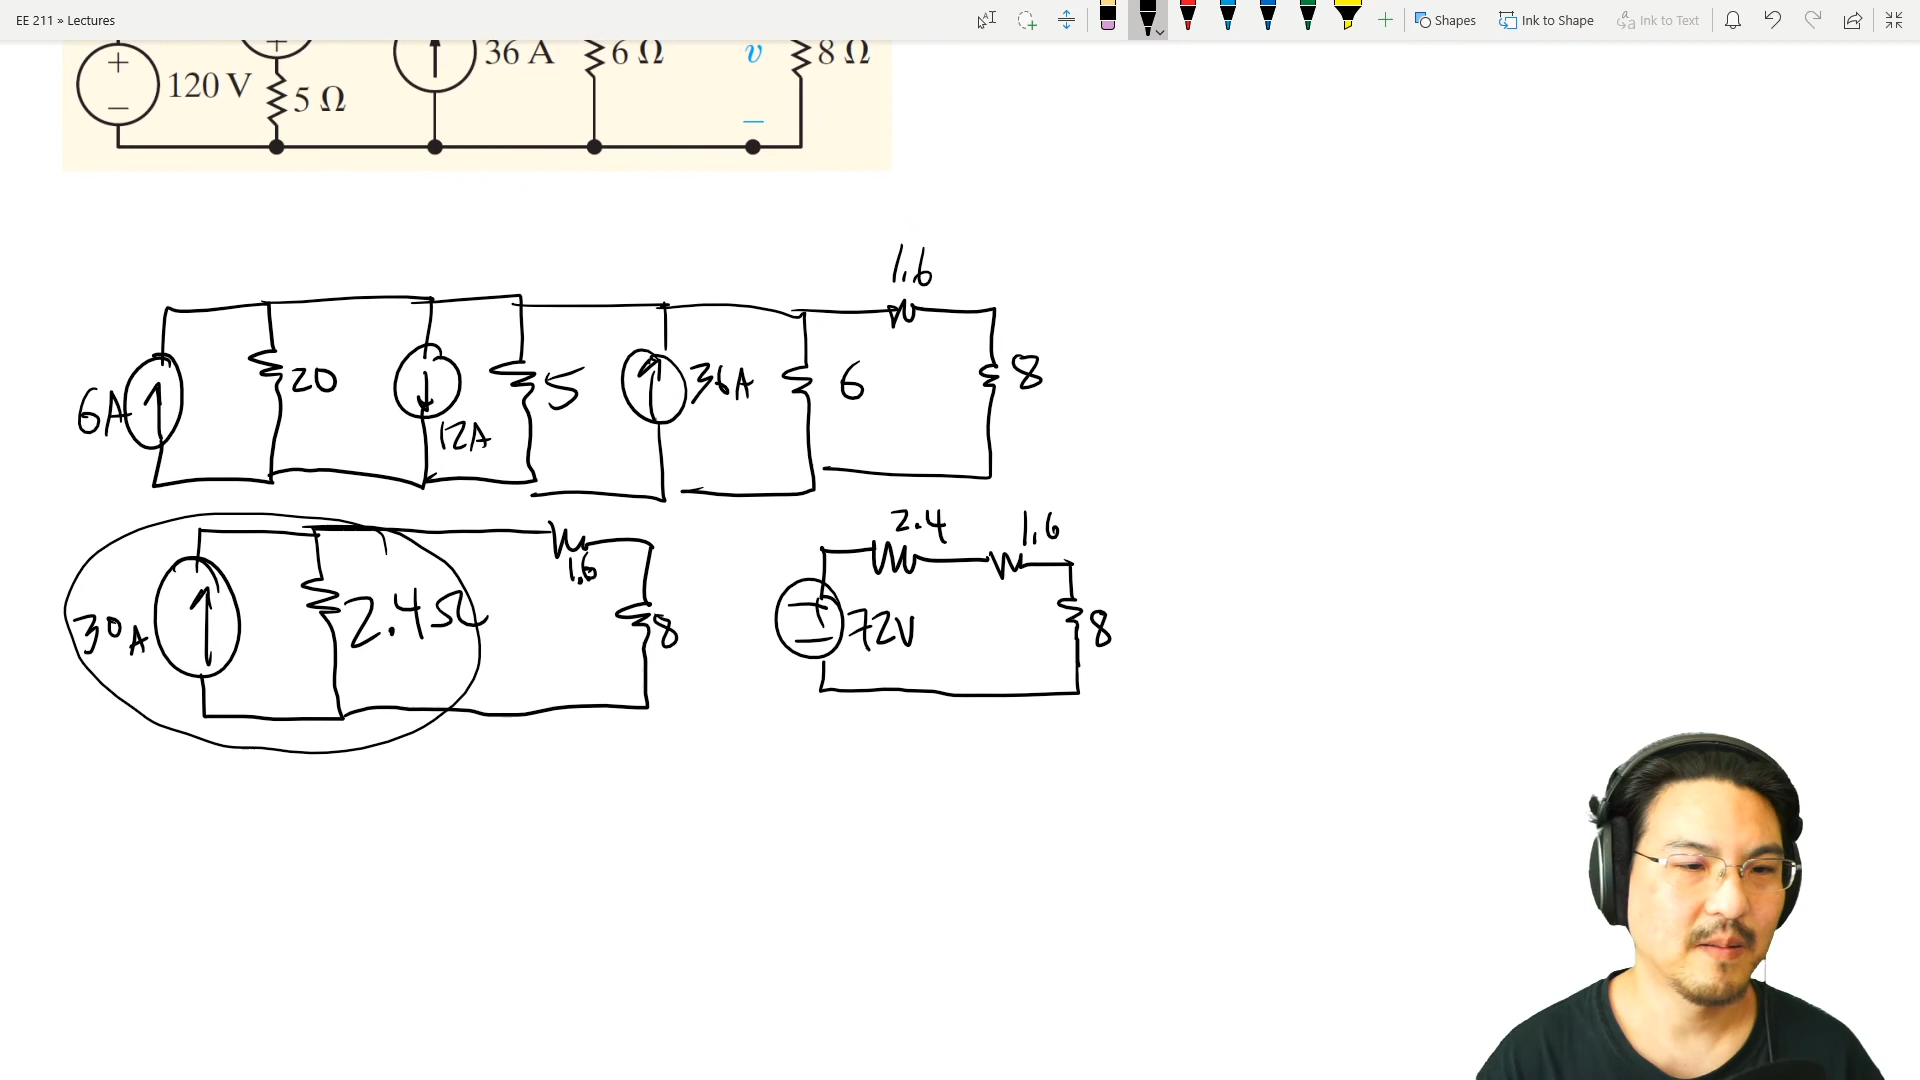 EE 211 » Lectures
Shapes
Ink to Shape
Ink to Text
+
120 V
−
5 Ω
36 A
6 Ω
v
−
8 Ω
1.6
6A
20
12A
5
36A
6
8
30A
2.4Ω
1.6
8
2.4
1.6
72V
8